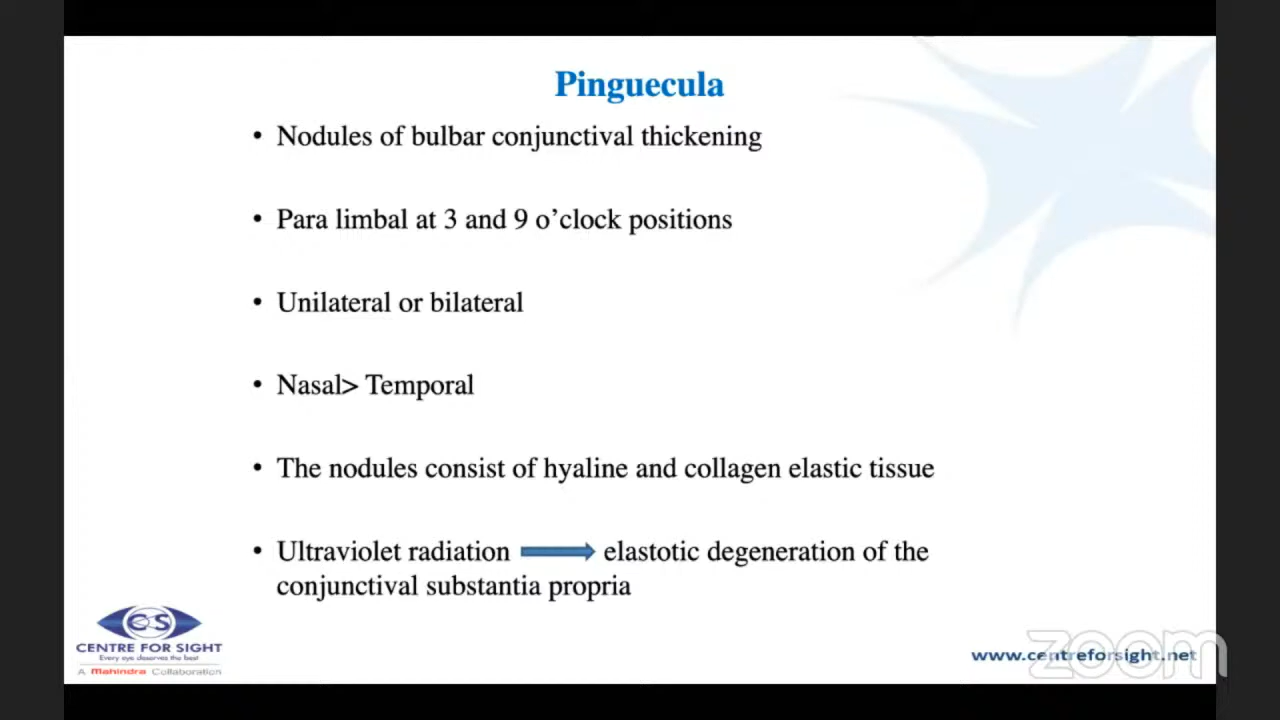 Pinguecula
• Nodules of bulbar conjunctival thickening
• Para limbal at 3 and 9 o’clock positions
• Unilateral or bilateral
• Nasal> Temporal
• The nodules consist of hyaline and collagen elastic tissue
• Ultraviolet radiation elastotic degeneration of the
conjunctival substantia propria
CS
CENTRE FOR SIGHT
Every eye deserves the best
A Mahindra Collaboration
www.centreforsight.net
zoom